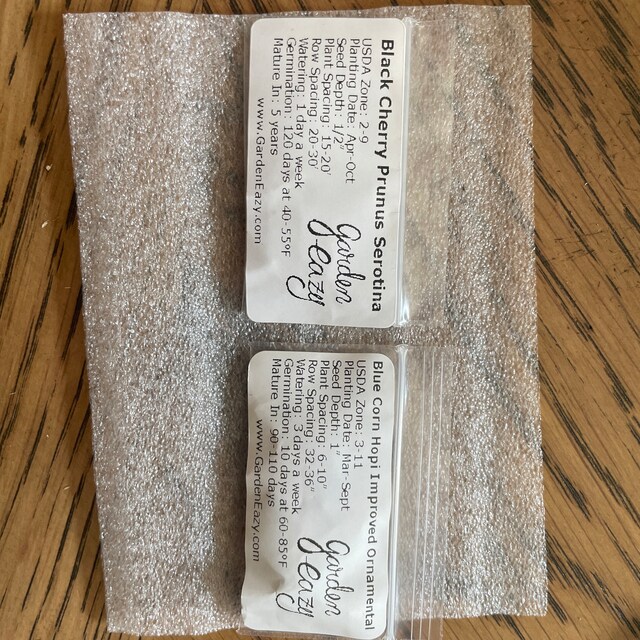 Black Cherry Prunus Serotina
USDA Zone: 2-9
Planting Date: Apr-Oct
Seed Depth: 1/2"
Plant Spacing: 15-20'
Row Spacing: 20-30'
Watering: 1 day a week
Germination: 120 days at 40-55ºF
Mature In: 5 years
www.GardenEazy.com
garden
eazy
Blue Corn Hopi Improved Ornamental
USDA Zone: 3-11
Planting Date: Mar-Sept
Seed Depth: 1"
Plant Spacing: 6-10"
Row Spacing: 32-36"
Watering: 3 days a week
Germination: 10 days at 60-85ºF
Mature In: 90-110 days
www.GardenEazy.com
garden
eazy